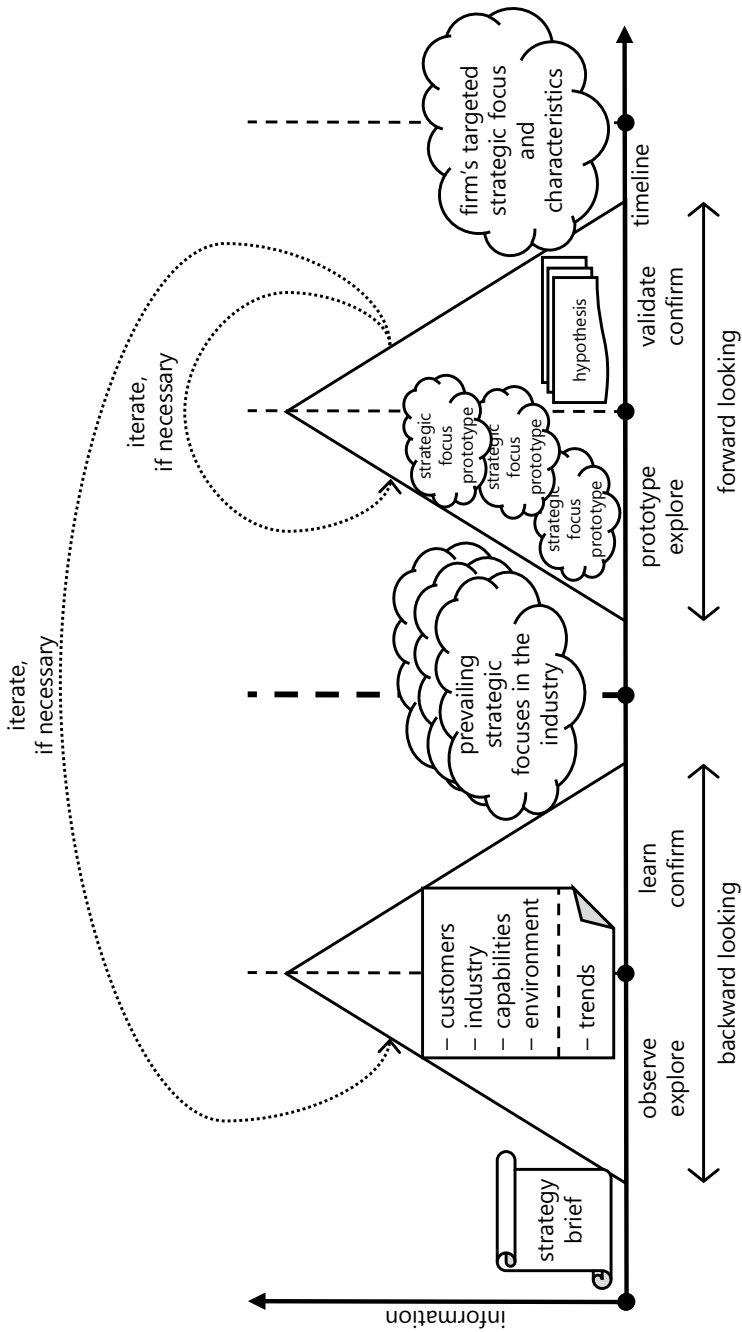 iterate,
if necessary
iterate,
if necessary
information
strategy
brief
– customers
– industry
– capabilities
– environment
– trends
prevailing
strategic
focuses in the
industry
strategic
focus
prototype
strategic
focus
prototype
strategic
focus
prototype
hypothesis
firm's targeted
strategic focus
and
characteristics
observe
explore
learn
confirm
prototype
explore
validate
confirm
timeline
backward looking
forward looking